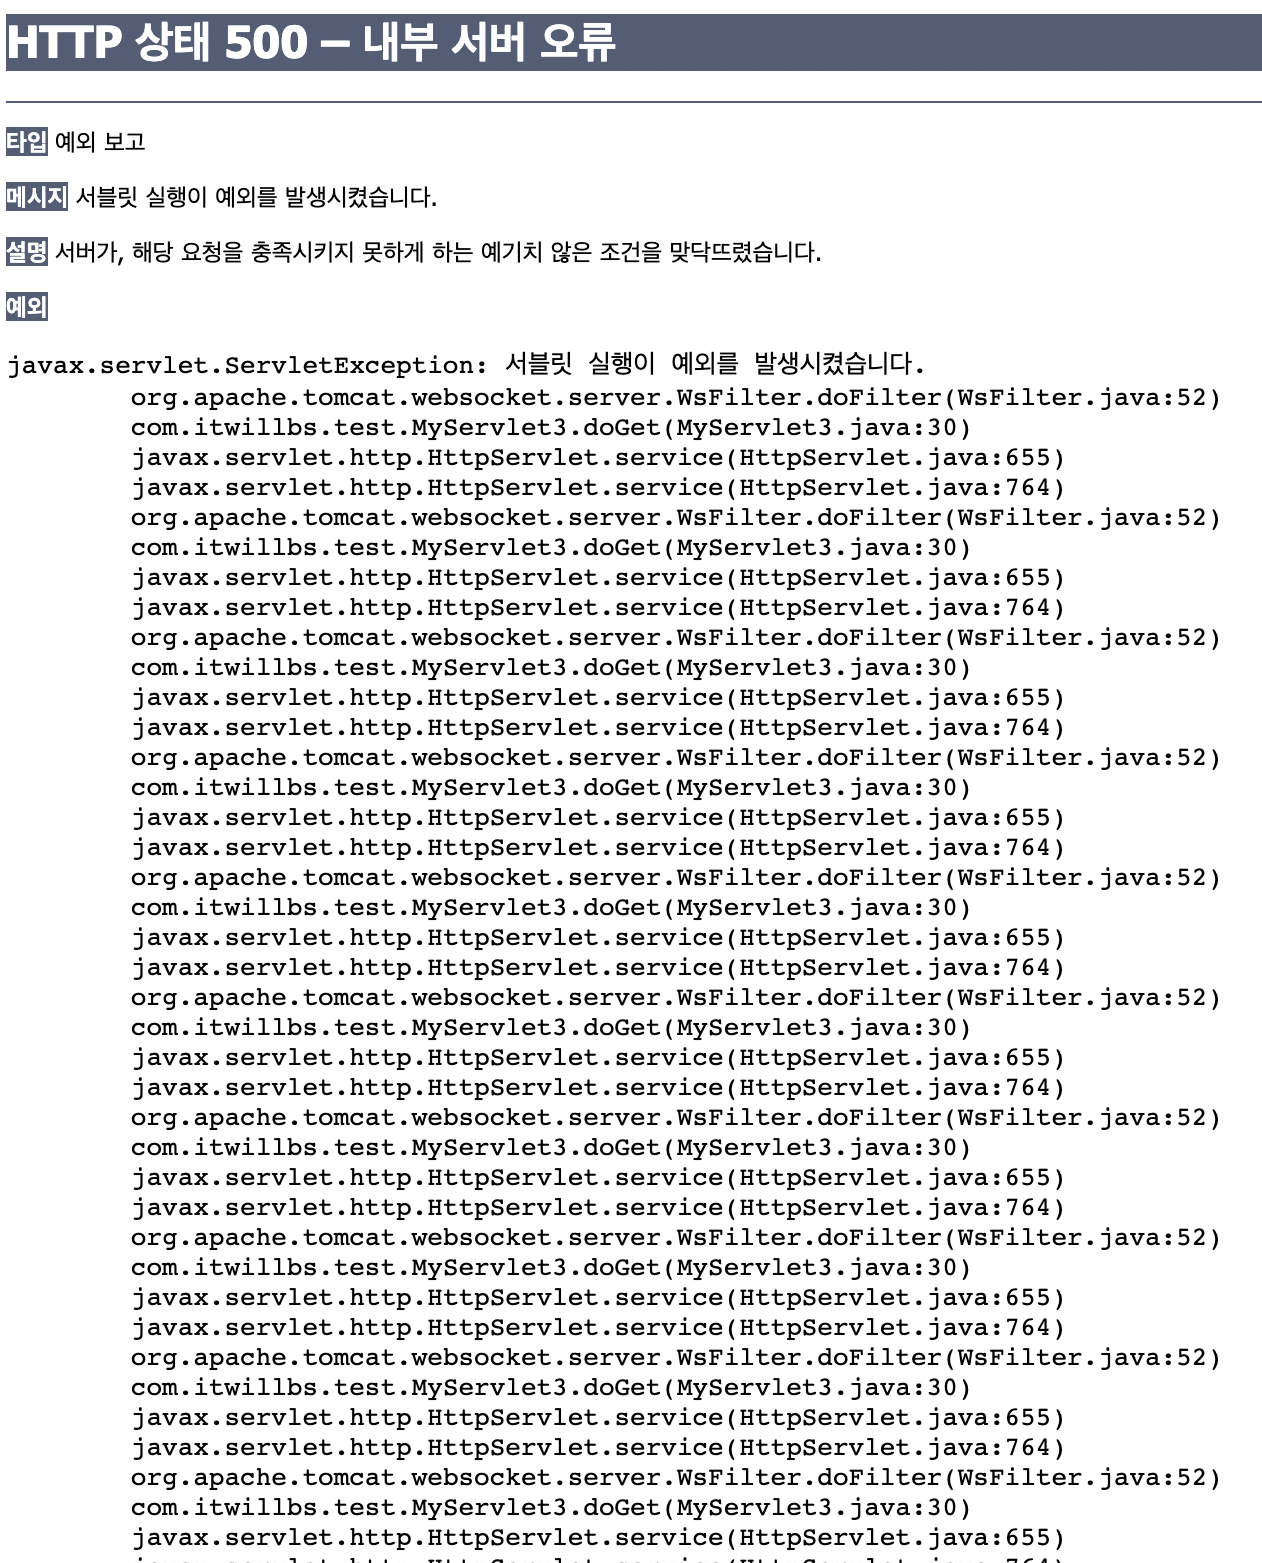 HTTP 상태 500 – 내부 서버 오류
타입 예외 보고
메시지 서블릿 실행이 예외를 발생시켰습니다.
설명 서버가, 해당 요청을 충족시키지 못하게 하는 예기치 않은 조건을 맞닥뜨렸습니다.
예외
javax.servlet.ServletException: 서블릿 실행이 예외를 발생시켰습니다.
org.apache.tomcat.websocket.server.WsFilter.doFilter(WsFilter.java:52)
com.itwillbs.test.MyServlet3.doGet(MyServlet3.java:30)
javax.servlet.http.HttpServlet.service(HttpServlet.java:655)
javax.servlet.http.HttpServlet.service(HttpServlet.java:764)
org.apache.tomcat.websocket.server.WsFilter.doFilter(WsFilter.java:52)
com.itwillbs.test.MyServlet3.doGet(MyServlet3.java:30)
javax.servlet.http.HttpServlet.service(HttpServlet.java:655)
javax.servlet.http.HttpServlet.service(HttpServlet.java:764)
org.apache.tomcat.websocket.server.WsFilter.doFilter(WsFilter.java:52)
com.itwillbs.test.MyServlet3.doGet(MyServlet3.java:30)
javax.servlet.http.HttpServlet.service(HttpServlet.java:655)
javax.servlet.http.HttpServlet.service(HttpServlet.java:764)
org.apache.tomcat.websocket.server.WsFilter.doFilter(WsFilter.java:52)
com.itwillbs.test.MyServlet3.doGet(MyServlet3.java:30)
javax.servlet.http.HttpServlet.service(HttpServlet.java:655)
javax.servlet.http.HttpServlet.service(HttpServlet.java:764)
org.apache.tomcat.websocket.server.WsFilter.doFilter(WsFilter.java:52)
com.itwillbs.test.MyServlet3.doGet(MyServlet3.java:30)
javax.servlet.http.HttpServlet.service(HttpServlet.java:655)
javax.servlet.http.HttpServlet.service(HttpServlet.java:764)
org.apache.tomcat.websocket.server.WsFilter.doFilter(WsFilter.java:52)
com.itwillbs.test.MyServlet3.doGet(MyServlet3.java:30)
javax.servlet.http.HttpServlet.service(HttpServlet.java:655)
javax.servlet.http.HttpServlet.service(HttpServlet.java:764)
org.apache.tomcat.websocket.server.WsFilter.doFilter(WsFilter.java:52)
com.itwillbs.test.MyServlet3.doGet(MyServlet3.java:30)
javax.servlet.http.HttpServlet.service(HttpServlet.java:655)
javax.servlet.http.HttpServlet.service(HttpServlet.java:764)
org.apache.tomcat.websocket.server.WsFilter.doFilter(WsFilter.java:52)
com.itwillbs.test.MyServlet3.doGet(MyServlet3.java:30)
javax.servlet.http.HttpServlet.service(HttpServlet.java:655)
javax.servlet.http.HttpServlet.service(HttpServlet.java:764)
org.apache.tomcat.websocket.server.WsFilter.doFilter(WsFilter.java:52)
com.itwillbs.test.MyServlet3.doGet(MyServlet3.java:30)
javax.servlet.http.HttpServlet.service(HttpServlet.java:655)
javax.servlet.http.HttpServlet.service(HttpServlet.java:764)
org.apache.tomcat.websocket.server.WsFilter.doFilter(WsFilter.java:52)
com.itwillbs.test.MyServlet3.doGet(MyServlet3.java:30)
javax.servlet.http.HttpServlet.service(HttpServlet.java:655)